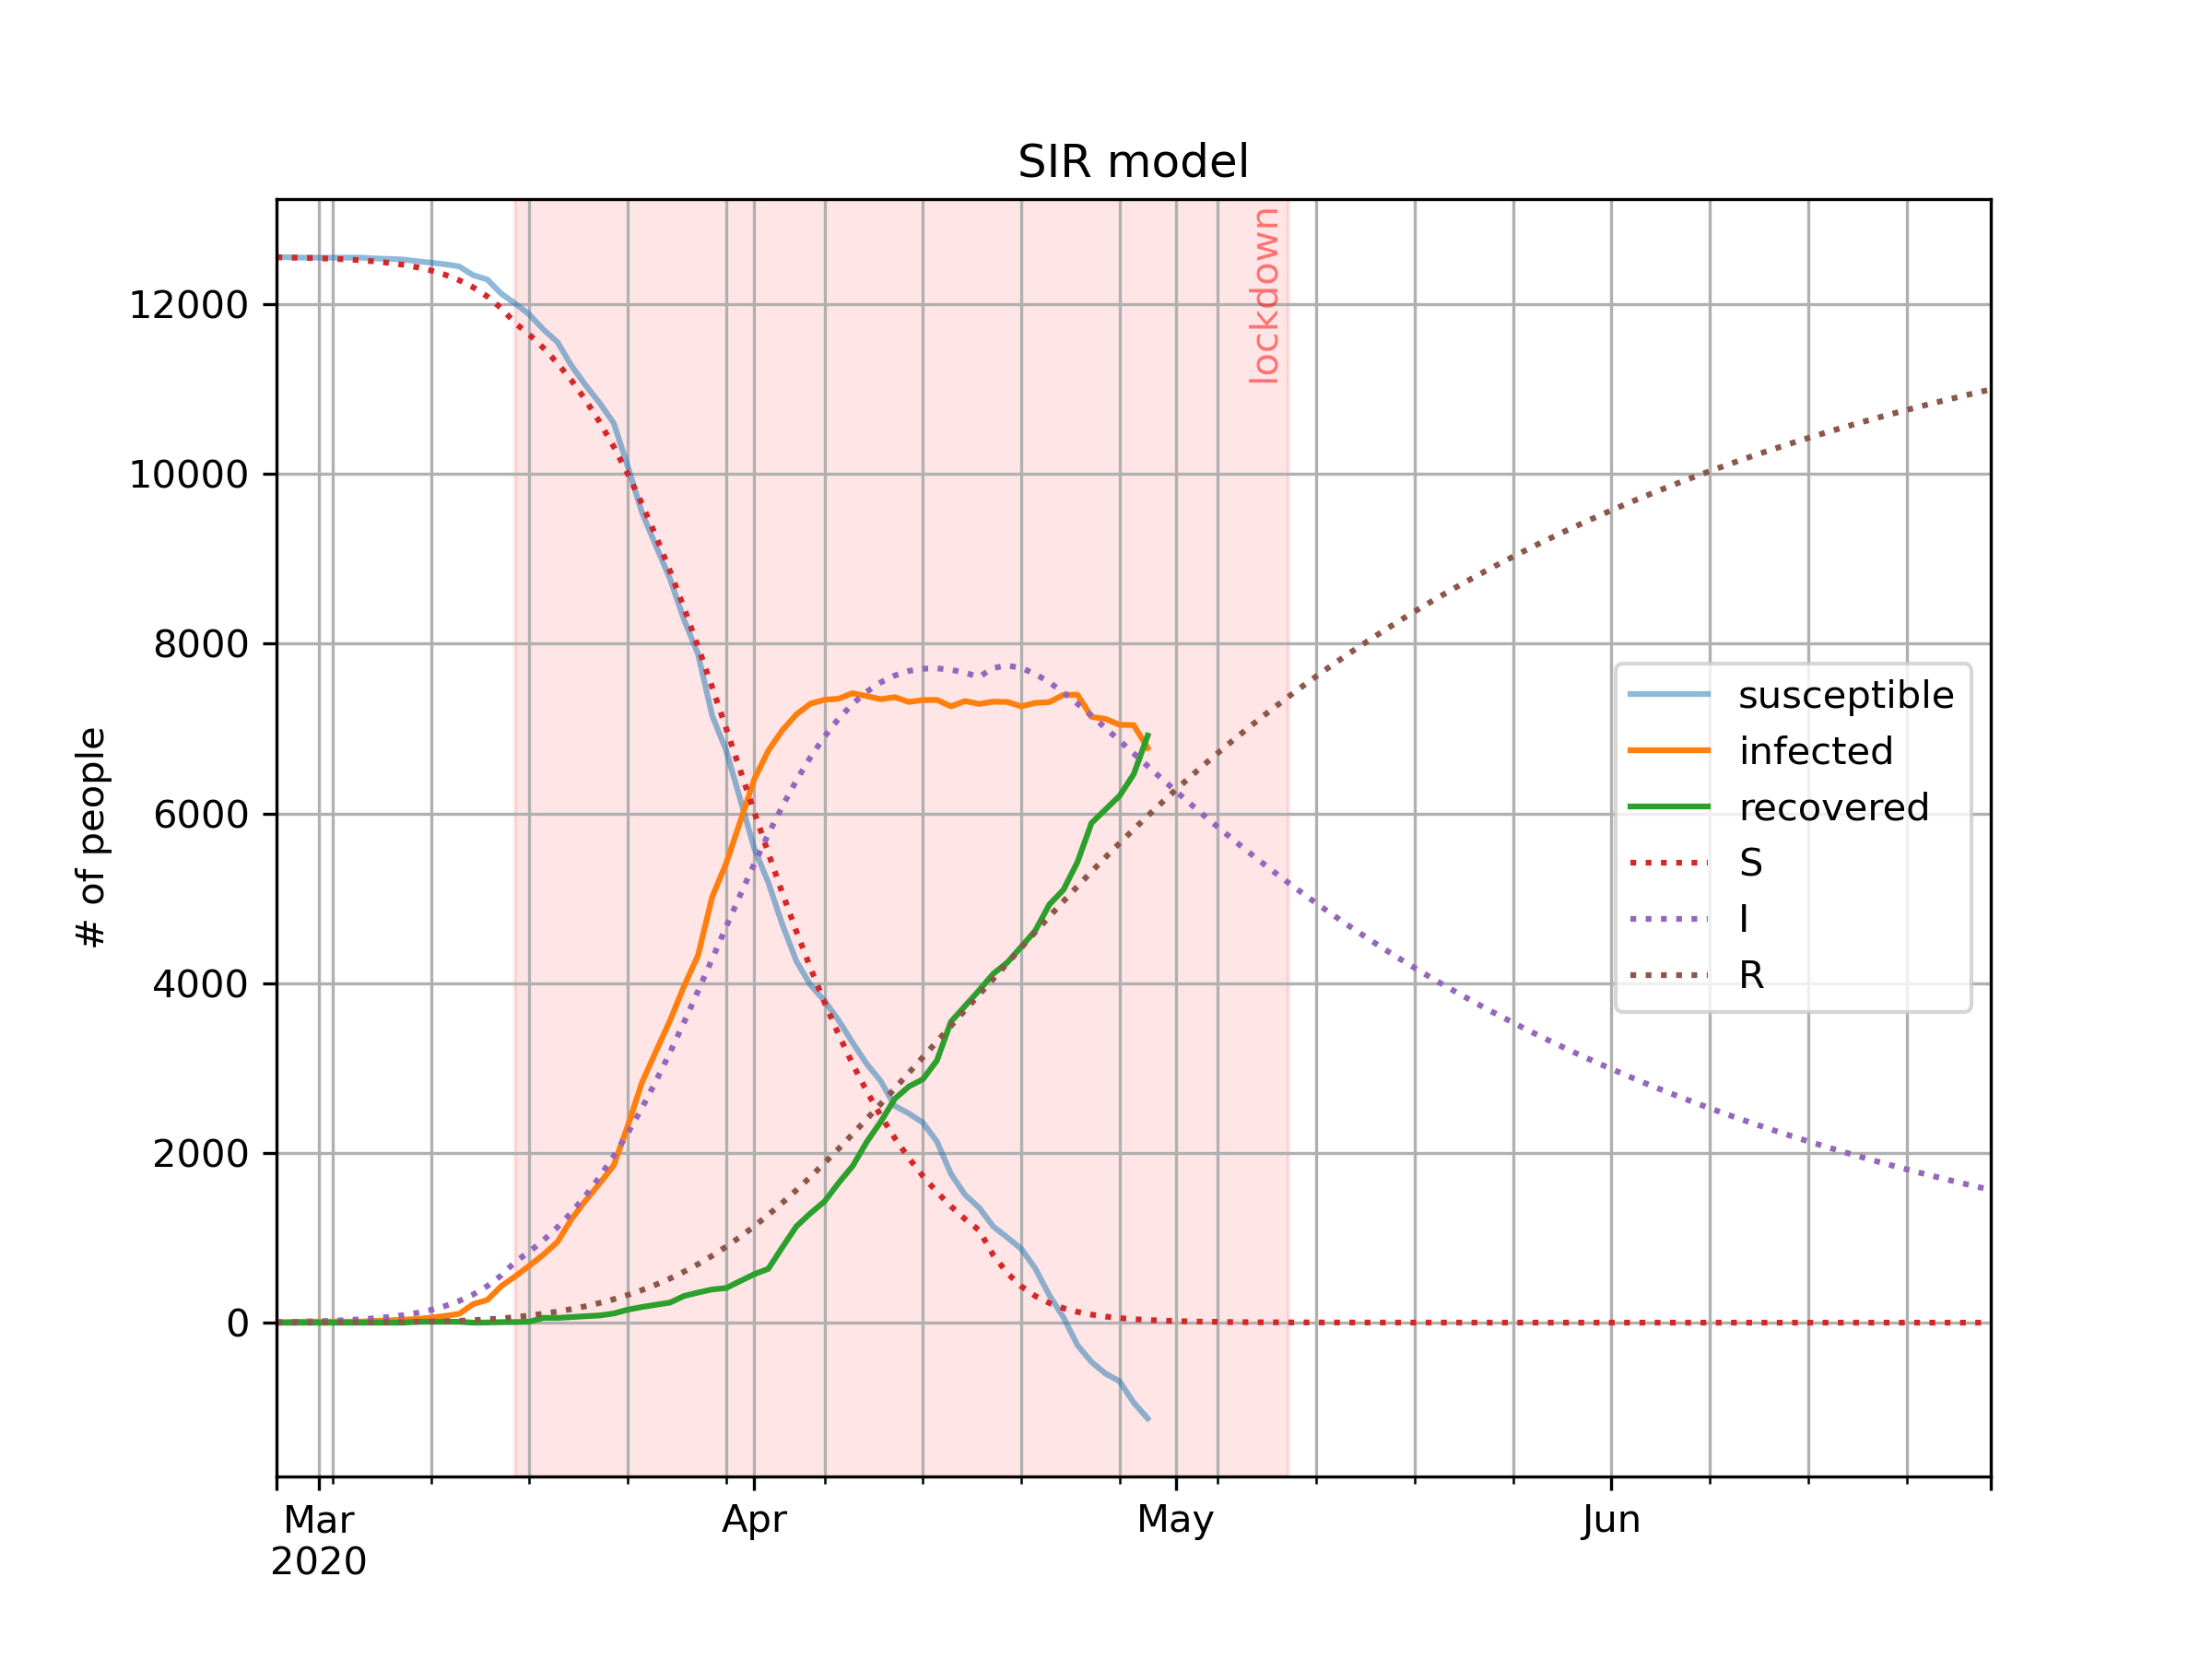 SIR model
lockdown
12000
10000
8000
6000
4000
2000
0
# of people
susceptible
infected
recovered
S
I
R
Mar
2020
Apr
May
Jun